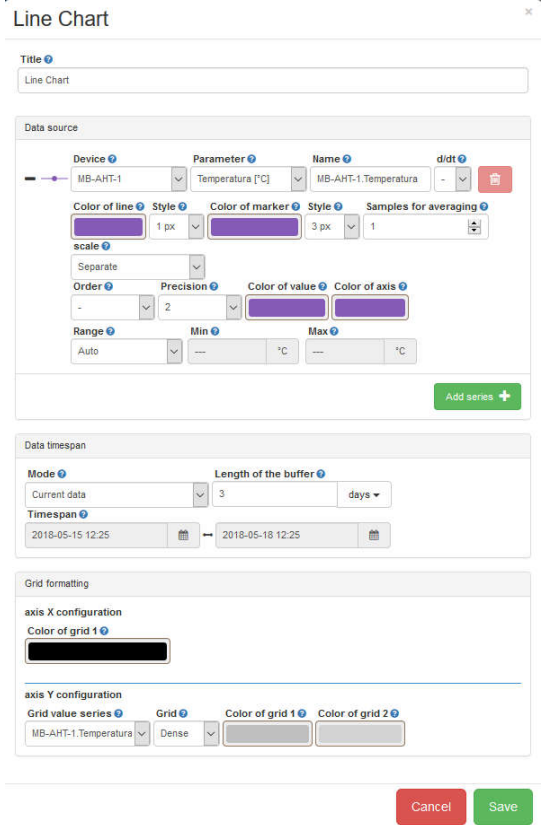 Line Chart
×
Title ?
Line Chart
Data source
Device ? Parameter ? Name ? d/dt ?
MB-AHT-1 Temperatura [°C] MB-AHT-1.Temperatura -
Color of line ? Style ? Color of marker ? Style ? Samples for averaging ?
1 px 3 px 1
scale ?
Separate
Order ? Precision ? Color of value ? Color of axis ?
- 2
Range ? Min ? Max ?
Auto --- °C --- °C
Add series +
Data timespan
Mode ? Length of the buffer ?
Current data 3 days
Timespan ?
2018-05-15 12:25 2018-05-18 12:25
Grid formatting
axis X configuration
Color of grid 1 ?
axis Y configuration
Grid value series ? Grid ? Color of grid 1 ? Color of grid 2 ?
MB-AHT-1.Temperatura Dense
Cancel Save